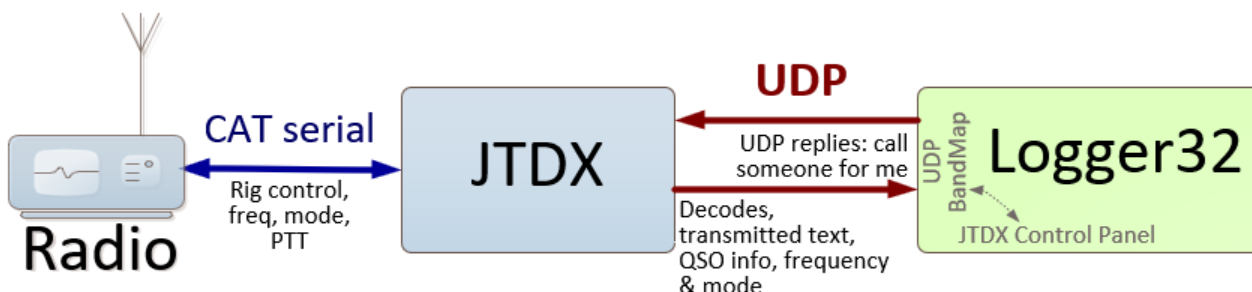 CAT serial
Rig control,
freq, mode,
PTT
Radio
JTDX
UDP
UDP replies: call
someone for me
Decodes,
transmitted text,
QSO info, frequency
& mode
UDP
BandMap
Logger32
JTDX Control Panel